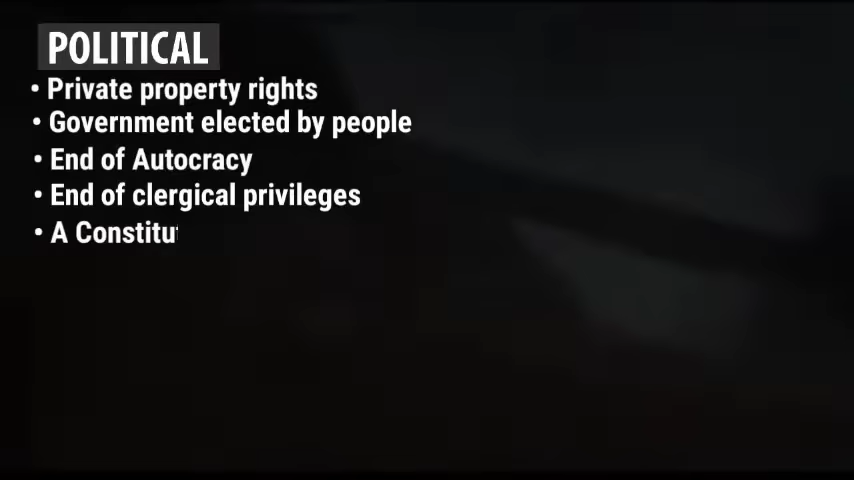 POLITICAL
• Private property rights
• Government elected by people
• End of Autocracy
• End of clergical privileges
• A Constitu